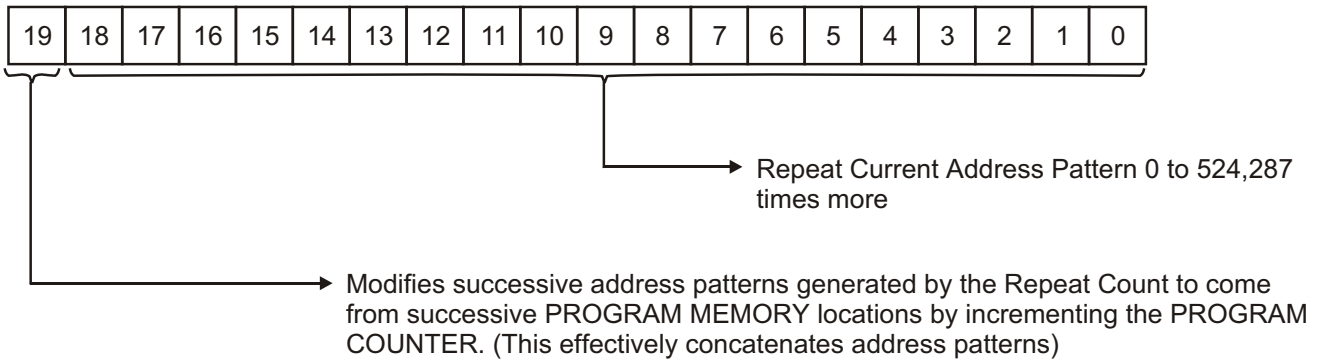 19 18 17 16 15 14 13 12 11 10 9 8 7 6 5 4 3 2 1 0
Repeat Current Address Pattern 0 to 524,287
times more
Modifies successive address patterns generated by the Repeat Count to come
from successive PROGRAM MEMORY locations by incrementing the PROGRAM
COUNTER. (This effectively concatenates address patterns)